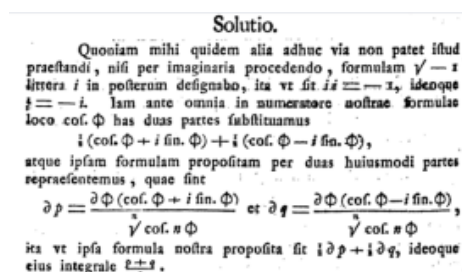 Solutio.
Quoniam mihi quidem alia adhuc via non patet istud
praestandi, nisi per imaginaria procedendo, formulam √ − 1
littera i in posterum designabo, ita vt sit ii = − 1, ideoque
1/i = − i. Iam ante omnia in numeratore nostrae formulae
loco cos. Φ has duas partes substituamus
½ (cos. Φ + i sin. Φ) + ½ (cos. Φ − i sin. Φ),
atque ipsam formulam propositam per duas huiusmodi partes
repraesentemus, quae sint
∂p = ∂Φ (cos. Φ + i sin. Φ) / ⁿ√ cos. n Φ et ∂q = ∂Φ (cos. Φ − i sin. Φ) / ⁿ√ cos. n Φ,
ita vt ipsa formula nostra proposita sit ½ ∂p + ½ ∂q, ideoque
eius integrale (p + q)/2.